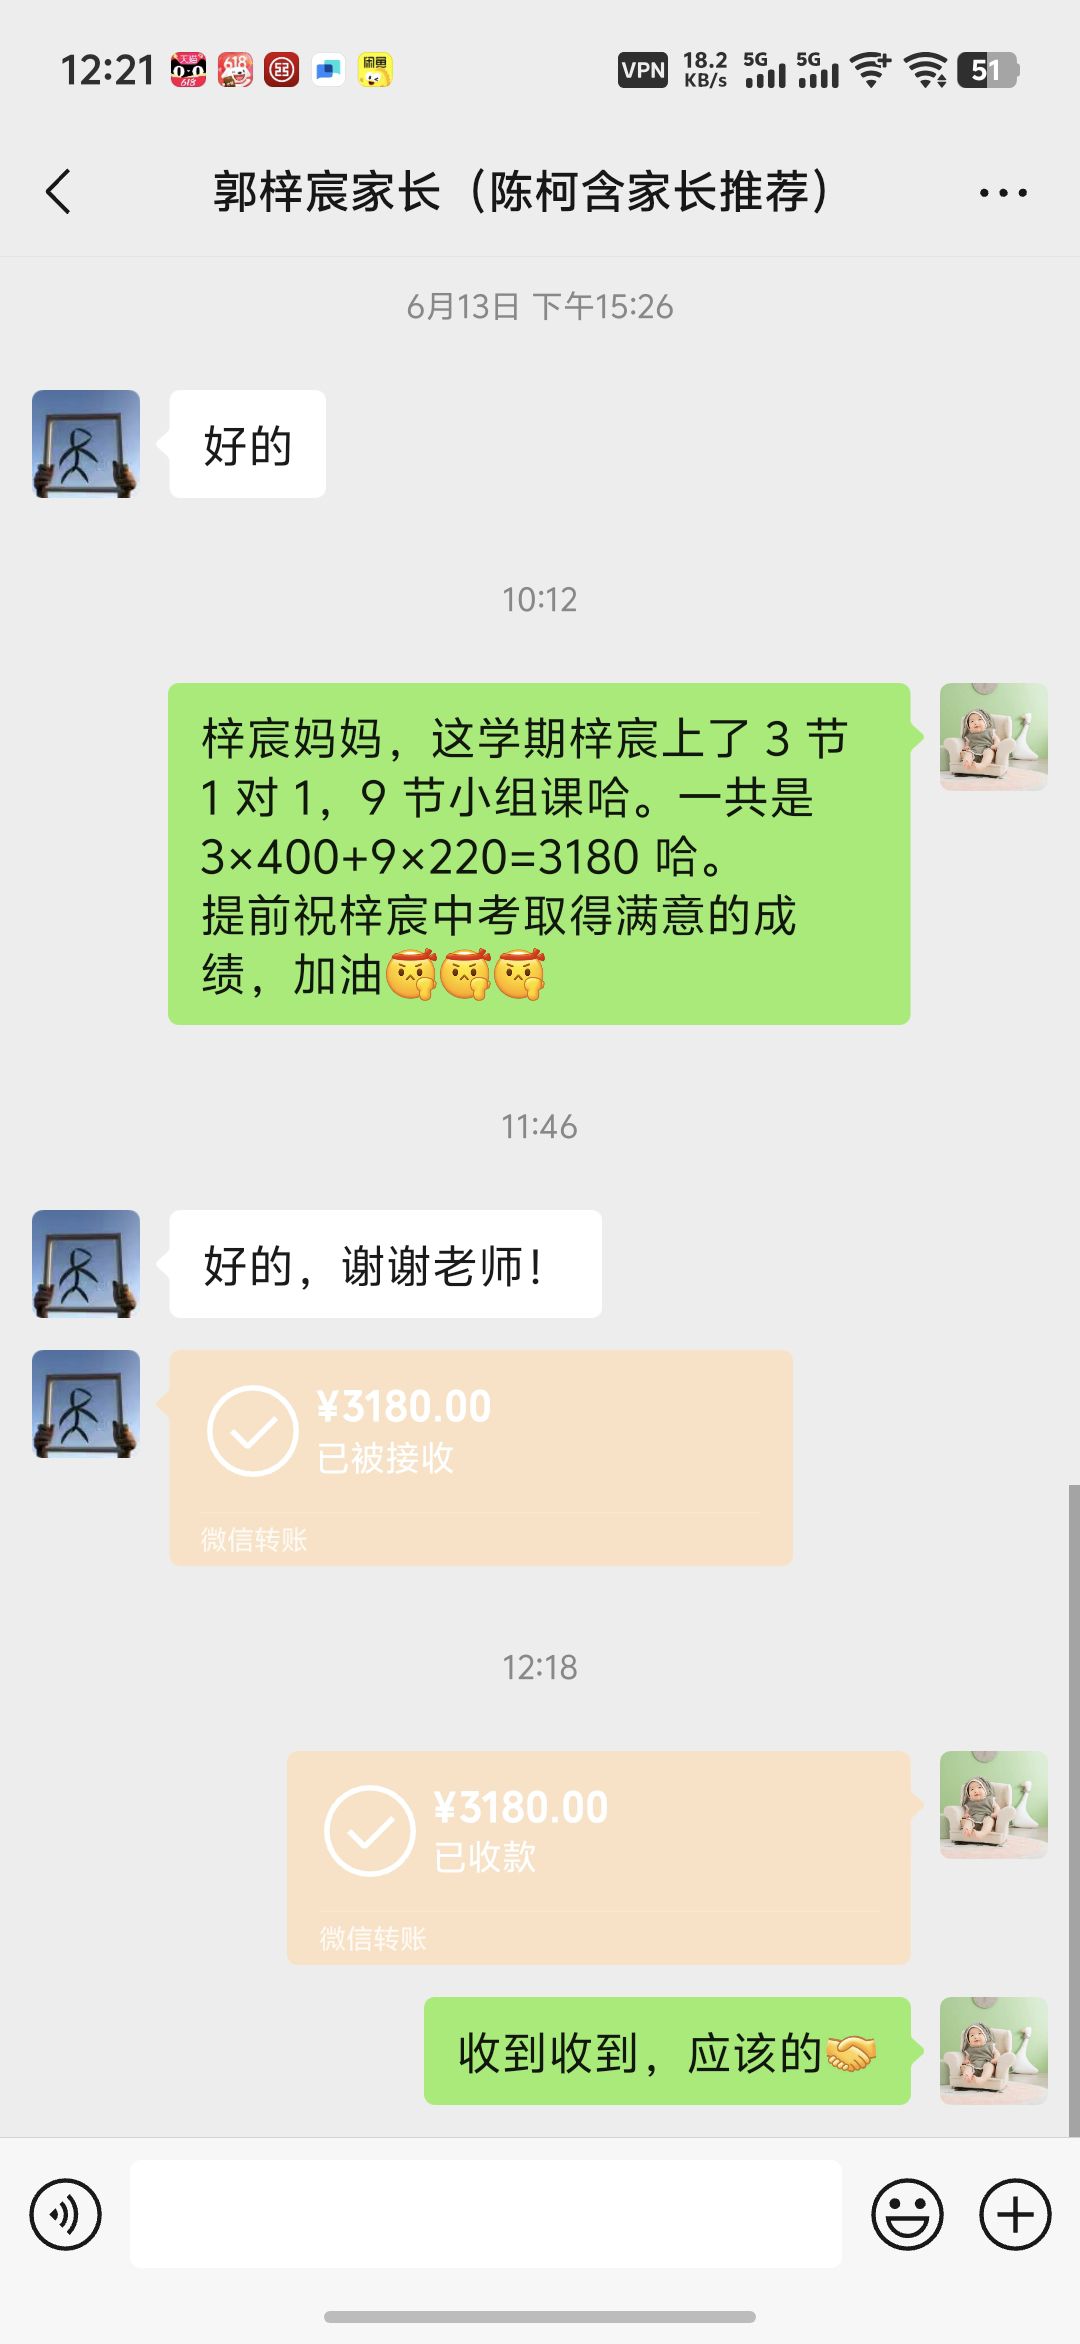 12:21
天猫
618
618
闲鱼
VPN
18.2
KB/s
5G
5G
51
郭梓宸家长（陈柯含家长推荐）
6月13日 下午15:26
好的
10:12
梓宸妈妈，这学期梓宸上了 3 节
1 对 1，9 节小组课哈。一共是
3×400+9×220=3180 哈。
提前祝梓宸中考取得满意的成
绩，加油
11:46
好的，谢谢老师！
¥3180.00
已被接收
微信转账
12:18
¥3180.00
已收款
微信转账
收到收到，应该的